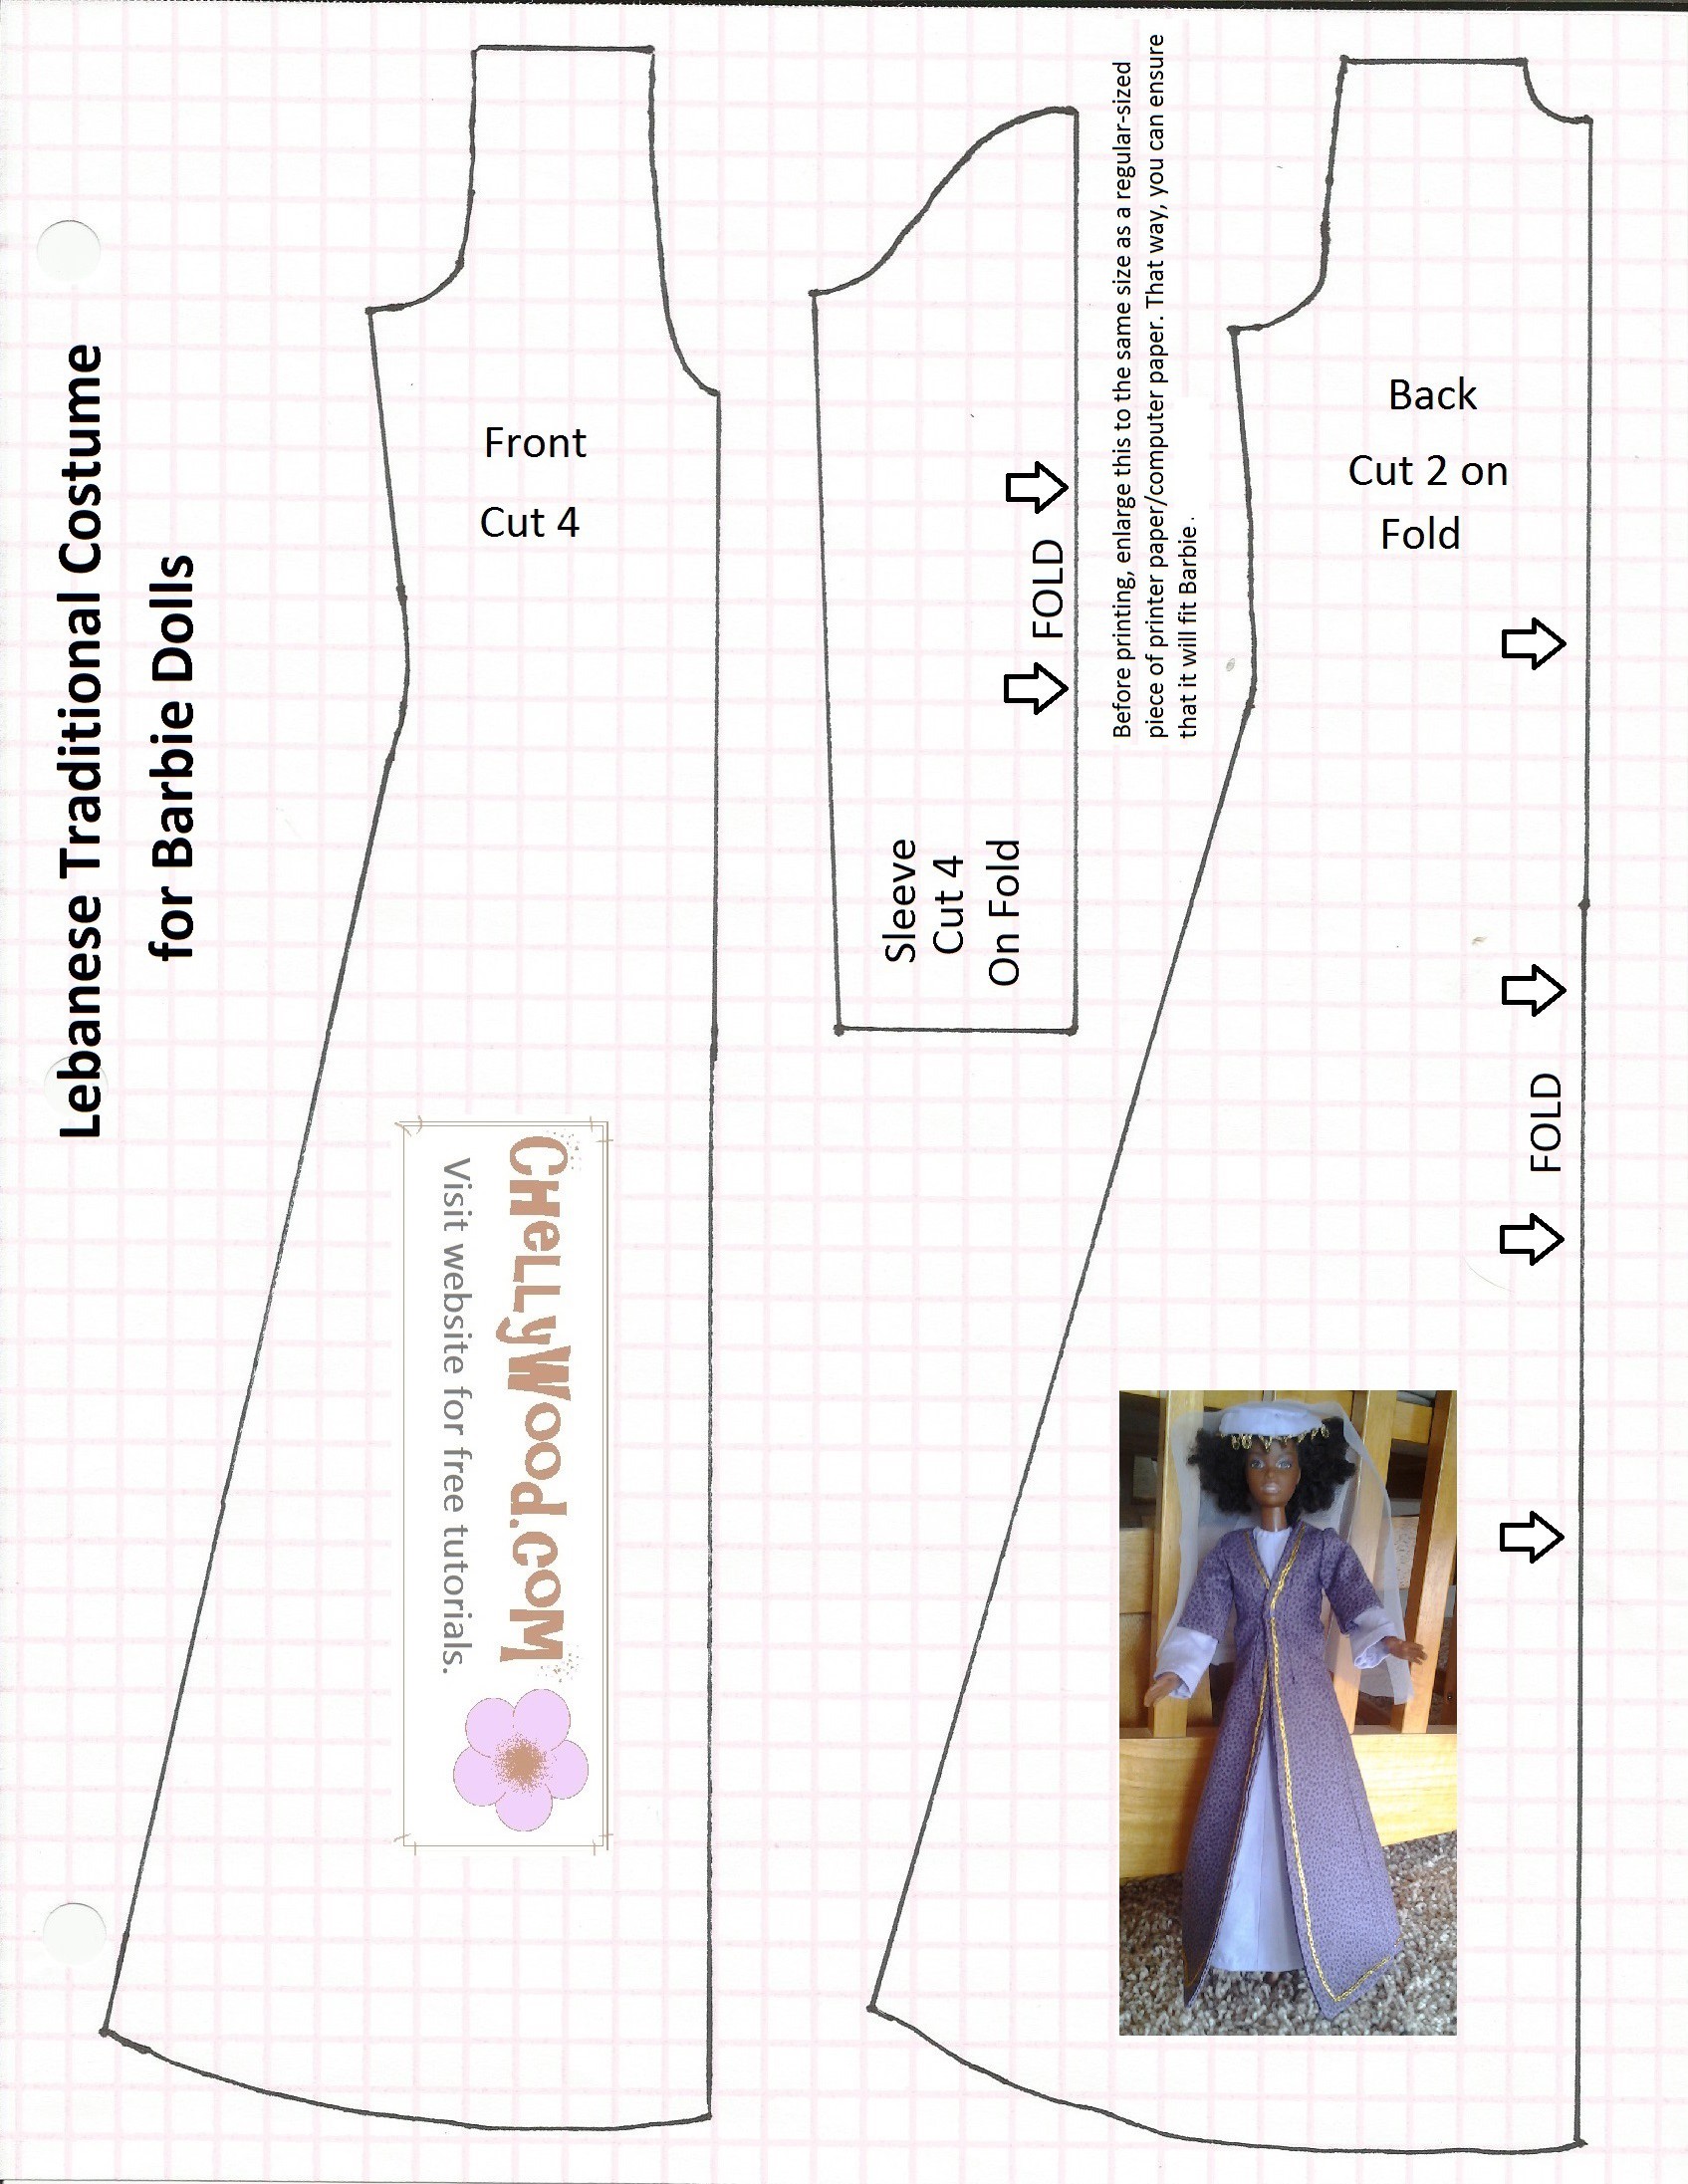 Lebanese Traditional Costume
for Barbie Dolls
Front
Cut 4
CHellyWood.com
Visit website for free tutorials.
Sleeve
Cut 4
On Fold
FOLD
Before printing, enlarge this to the same size as a regular-sized
piece of printer paper/computer paper. That way, you can ensure
that it will fit Barbie .
Back
Cut 2 on
Fold
FOLD